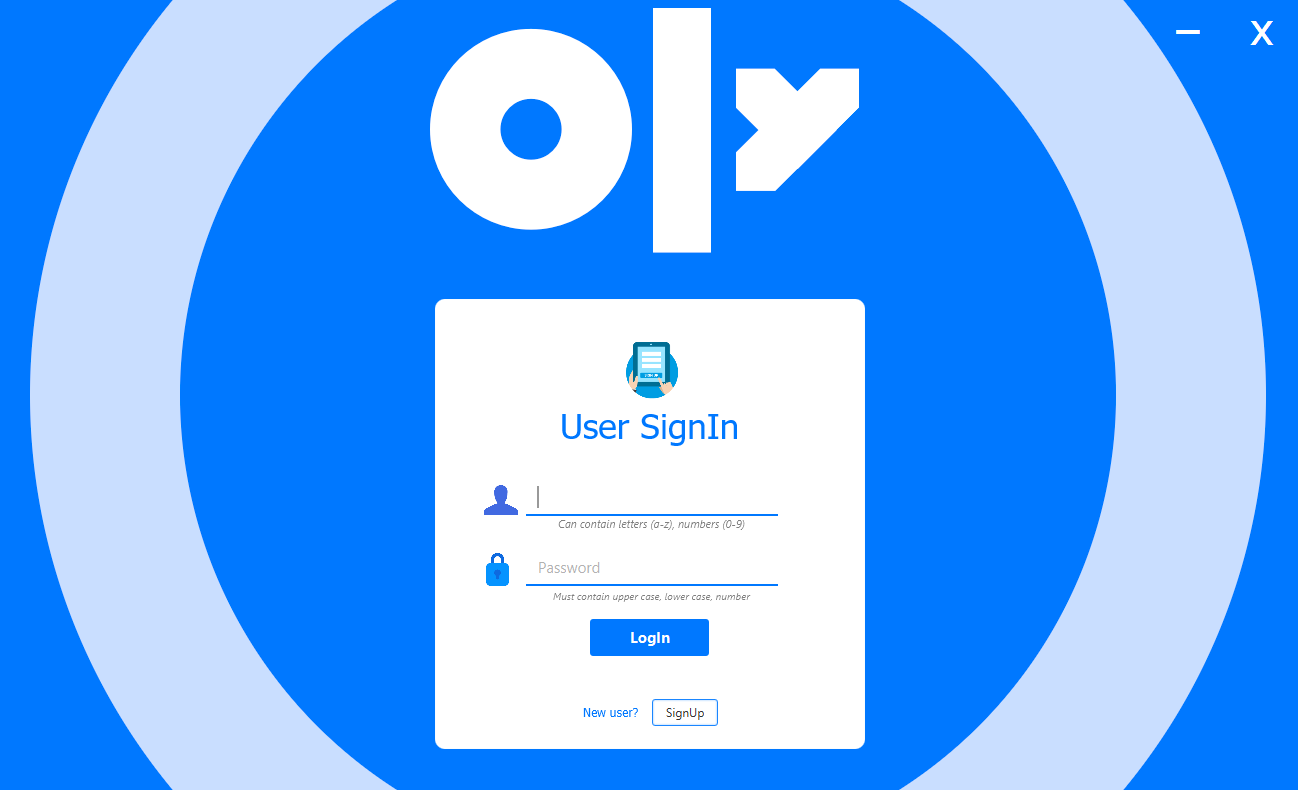 oly
X
User SignIn
Can contain letters (a-z), numbers (0-9)
Password
Must contain upper case, lower case, number
LogIn
New user?
SignUp